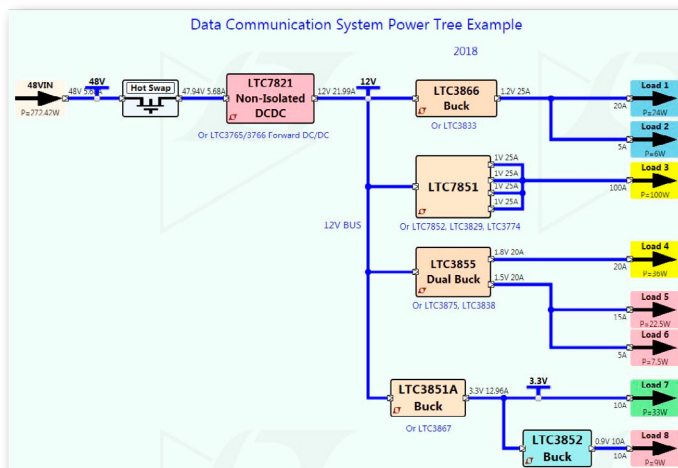 Data Communication System Power Tree Example
2018
48VIN
P=272.42W
48V 5.68A
48V
Hot Swap
47.94V 5.68A
LTC7821
Non-Isolated
DCDC
Or LTC3765/3766 Forward DC/DC
12V 21.99A
12V
12V BUS
LTC3866
Buck
Or LTC3833
1.2V 25A
20A
Load 1
P=24W
5A
Load 2
P=6W
LTC7851
Or LTC7852, LTC3829, LTC3774
1V 25A
1V 25A
1V 25A
1V 25A
100A
Load 3
P=100W
LTC3855
Dual Buck
Or LTC3875, LTC3838
1.8V 20A
1.5V 20A
20A
Load 4
P=36W
15A
Load 5
P=22.5W
5A
Load 6
P=7.5W
LTC3851A
Buck
Or LTC3867
3.3V 12.96A
3.3V
10A
Load 7
P=33W
LTC3852
Buck
0.9V 10A
10A
Load 8
P=9W